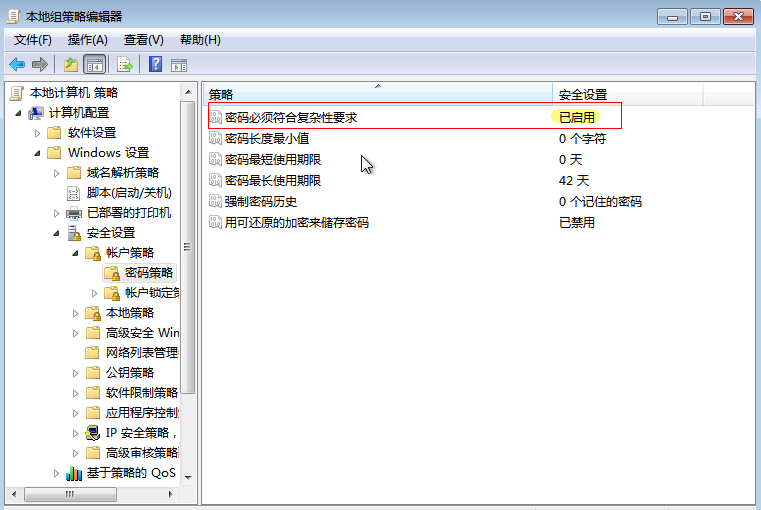 本地组策略编辑器
文件(F) 操作(A) 查看(V) 帮助(H)
本地计算机 策略
计算机配置
软件设置
Windows 设置
域名解析策略
脚本(启动/关机)
已部署的打印机
安全设置
帐户策略
密码策略
帐户锁定策
本地策略
高级安全 Win
网络列表管理
公钥策略
软件限制策略
应用程序控制
IP 安全策略，
高级审核策略
基于策略的 QoS
策略 安全设置
密码必须符合复杂性要求 已启用
密码长度最小值 0 个字符
密码最短使用期限 0 天
密码最长使用期限 42 天
强制密码历史 0 个记住的密码
用可还原的加密来储存密码 已禁用